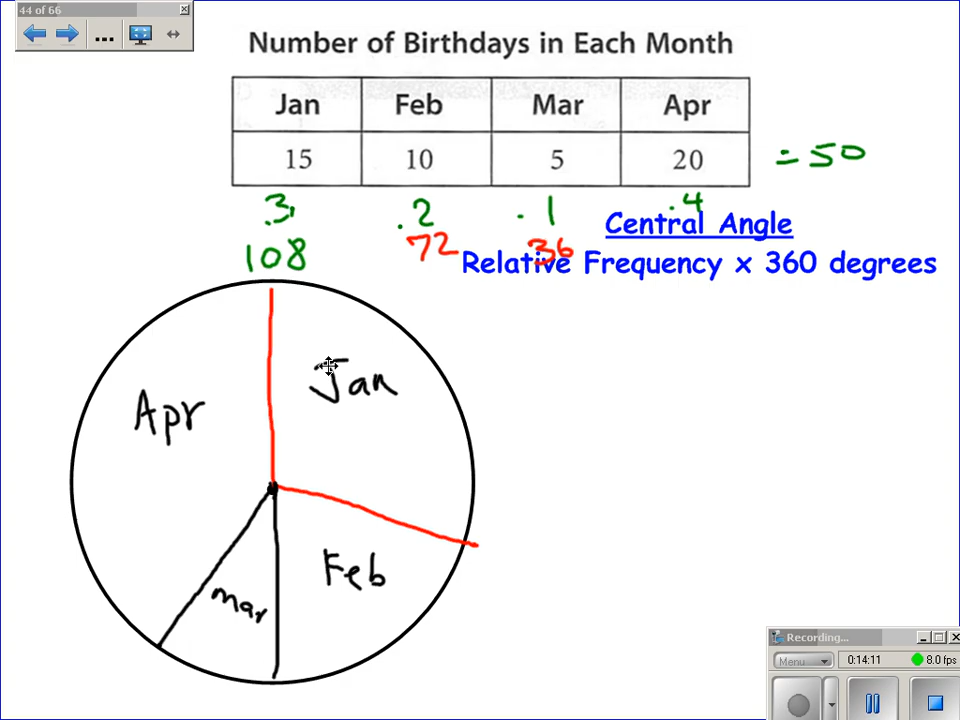 44 of 66
...
Number of Birthdays in Each Month
Jan Feb Mar Apr
15 10 5 20 = 50
.3 .2 .1 .4
Central Angle
108 72 36
Relative Frequency x 360 degrees
Jan
Apr
Feb
mar
Recording...
Menu 0:14:11 8.0 fps